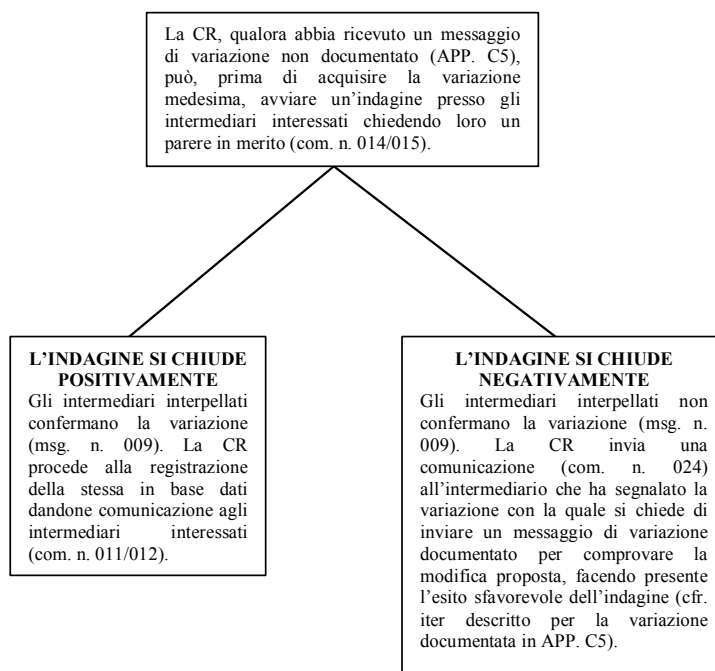 La CR, qualora abbia ricevuto un messaggio
di variazione non documentato (APP. C5),
può, prima di acquisire la variazione
medesima, avviare un'indagine presso gli
intermediari interessati chiedendo loro un
parere in merito (com. n. 014/015).
L'INDAGINE SI CHIUDE
POSITIVAMENTE
Gli intermediari interpellati
confermano la variazione
(msg. n. 009). La CR
procede alla registrazione
della stessa in base dati
dandone comunicazione agli
intermediari interessati
(com. n. 011/012).
L'INDAGINE SI CHIUDE
NEGATIVAMENTE
Gli intermediari interpellati non
confermano la variazione (msg. n.
009). La CR invia una
comunicazione (com. n. 024)
all'intermediario che ha segnalato la
variazione con la quale si chiede di
inviare un messaggio di variazione
documentato per comprovare la
modifica proposta, facendo presente
l'esito sfavorevole dell'indagine (cfr.
iter descritto per la variazione
documentata in APP. C5).